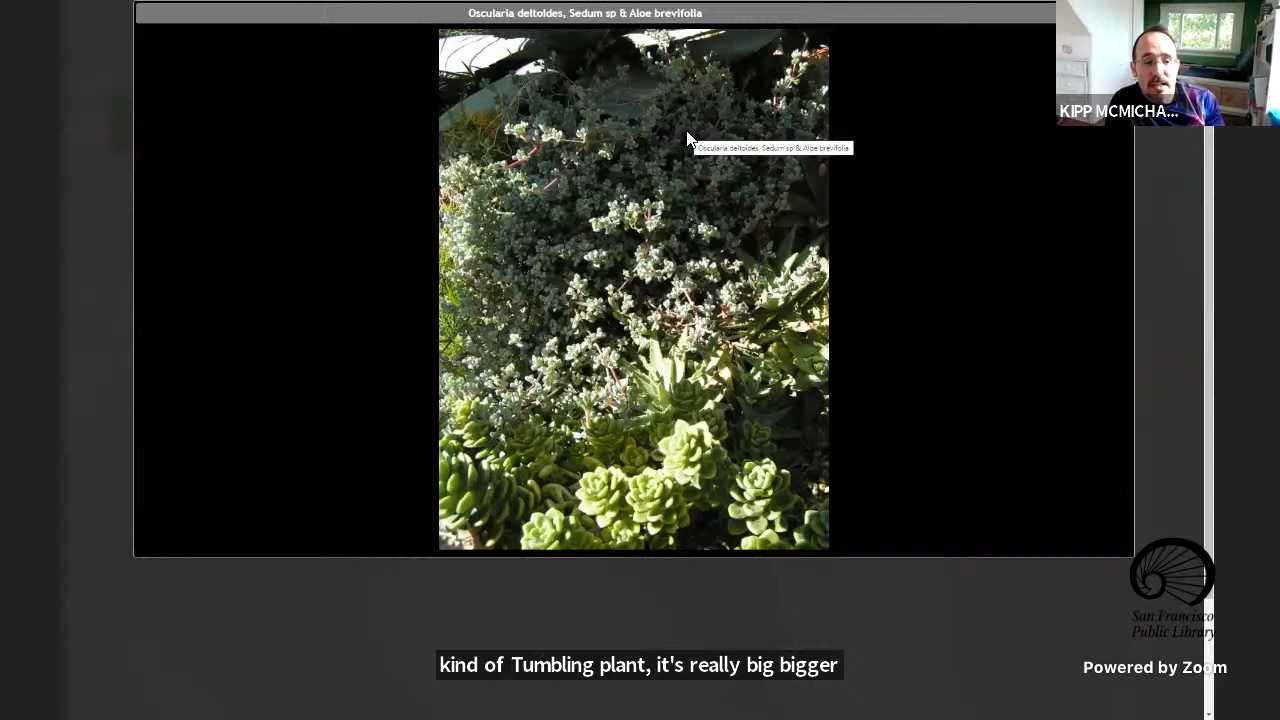 Oscularia deltoides, Sedum sp & Aloe brevifolia
KIPP MCMICHA...
Oscularia deltoides, Sedum sp & Aloe brevifolia
San Francisco
Public Library
kind of Tumbling plant, it's really big bigger
Powered by Zoom